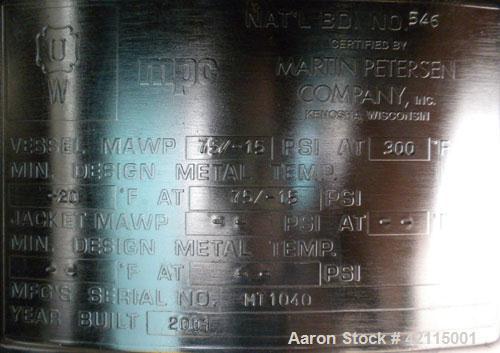 NAT'L BD. NO. 546
U
W
CERTIFIED BY
mpc
MARTIN PETERSEN
COMPANY, INC.
KENOSHA, WISCONSIN
VESSEL MAWP 75/-15 PSI AT 300 °F
MIN. DESIGN METAL TEMP.
-20 °F AT 75/-15 PSI
JACKET MAWP -- PSI AT --
MIN. DESIGN METAL TEMP.
-- °F AT -- PSI
MFG'S SERIAL NO. MT1040
YEAR BUILT 2001
Aaron Stock # 42115001